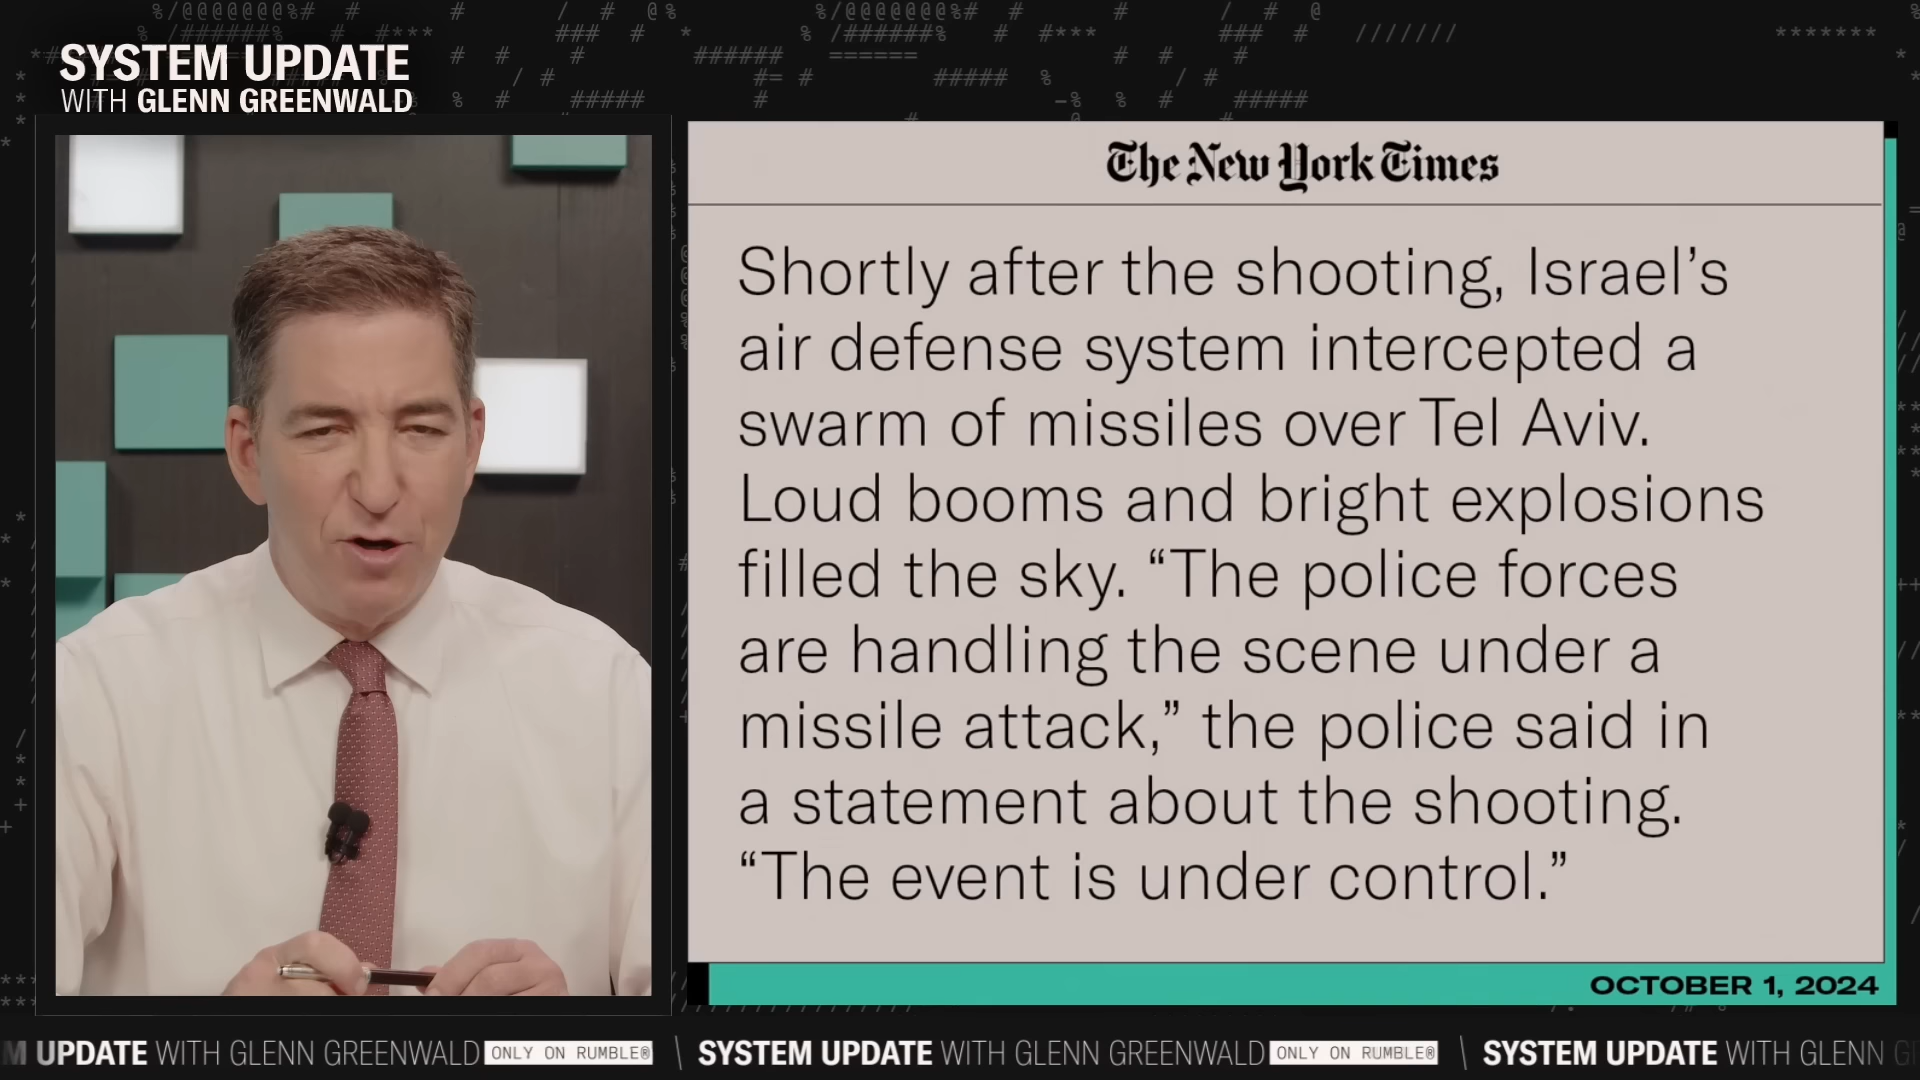 SYSTEM UPDATE
WITH GLENN GREENWALD
The New York Times
Shortly after the shooting, Israel’s
air defense system intercepted a
swarm of missiles over Tel Aviv.
Loud booms and bright explosions
filled the sky. “The police forces
are handling the scene under a
missile attack,” the police said in
a statement about the shooting.
“The event is under control.”
OCTOBER 1, 2024
M UPDATE WITH GLENN GREENWALD ONLY ON RUMBLE® \ SYSTEM UPDATE WITH GLENN GREENWALD ONLY ON RUMBLE® \ SYSTEM UPDATE WITH GLENN